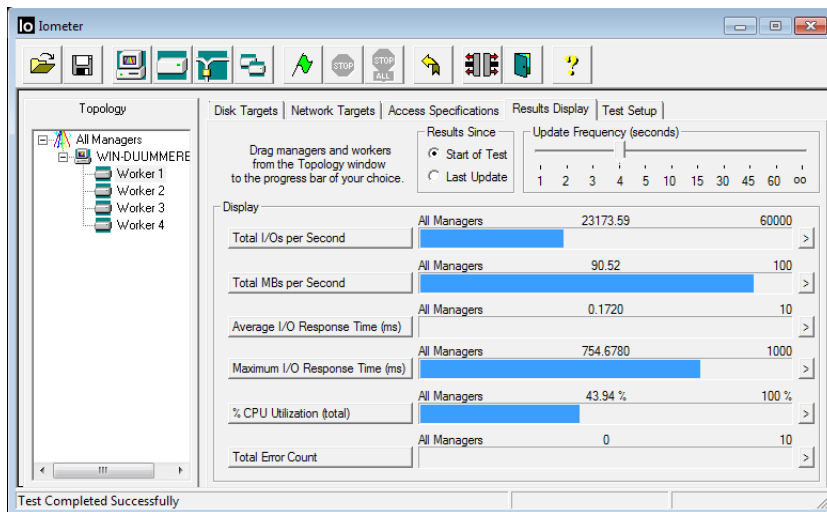 Iometer
STOP
STOP
ALL
Topology
All Managers
WIN-DUUMMERE
Worker 1
Worker 2
Worker 3
Worker 4
Disk Targets
Network Targets
Access Specifications
Results Display
Test Setup
Drag managers and workers
from the Topology window
to the progress bar of your choice.
Results Since
Start of Test
Last Update
Update Frequency (seconds)
1 2 3 4 5 10 15 30 45 60 oo
Display
All Managers 23173.59 60000
Total I/Os per Second >
All Managers 90.52 100
Total MBs per Second >
All Managers 0.1720 10
Average I/O Response Time (ms) >
All Managers 754.6780 1000
Maximum I/O Response Time (ms) >
All Managers 43.94 % 100 %
% CPU Utilization (total) >
All Managers 0 10
Total Error Count >
Test Completed Successfully